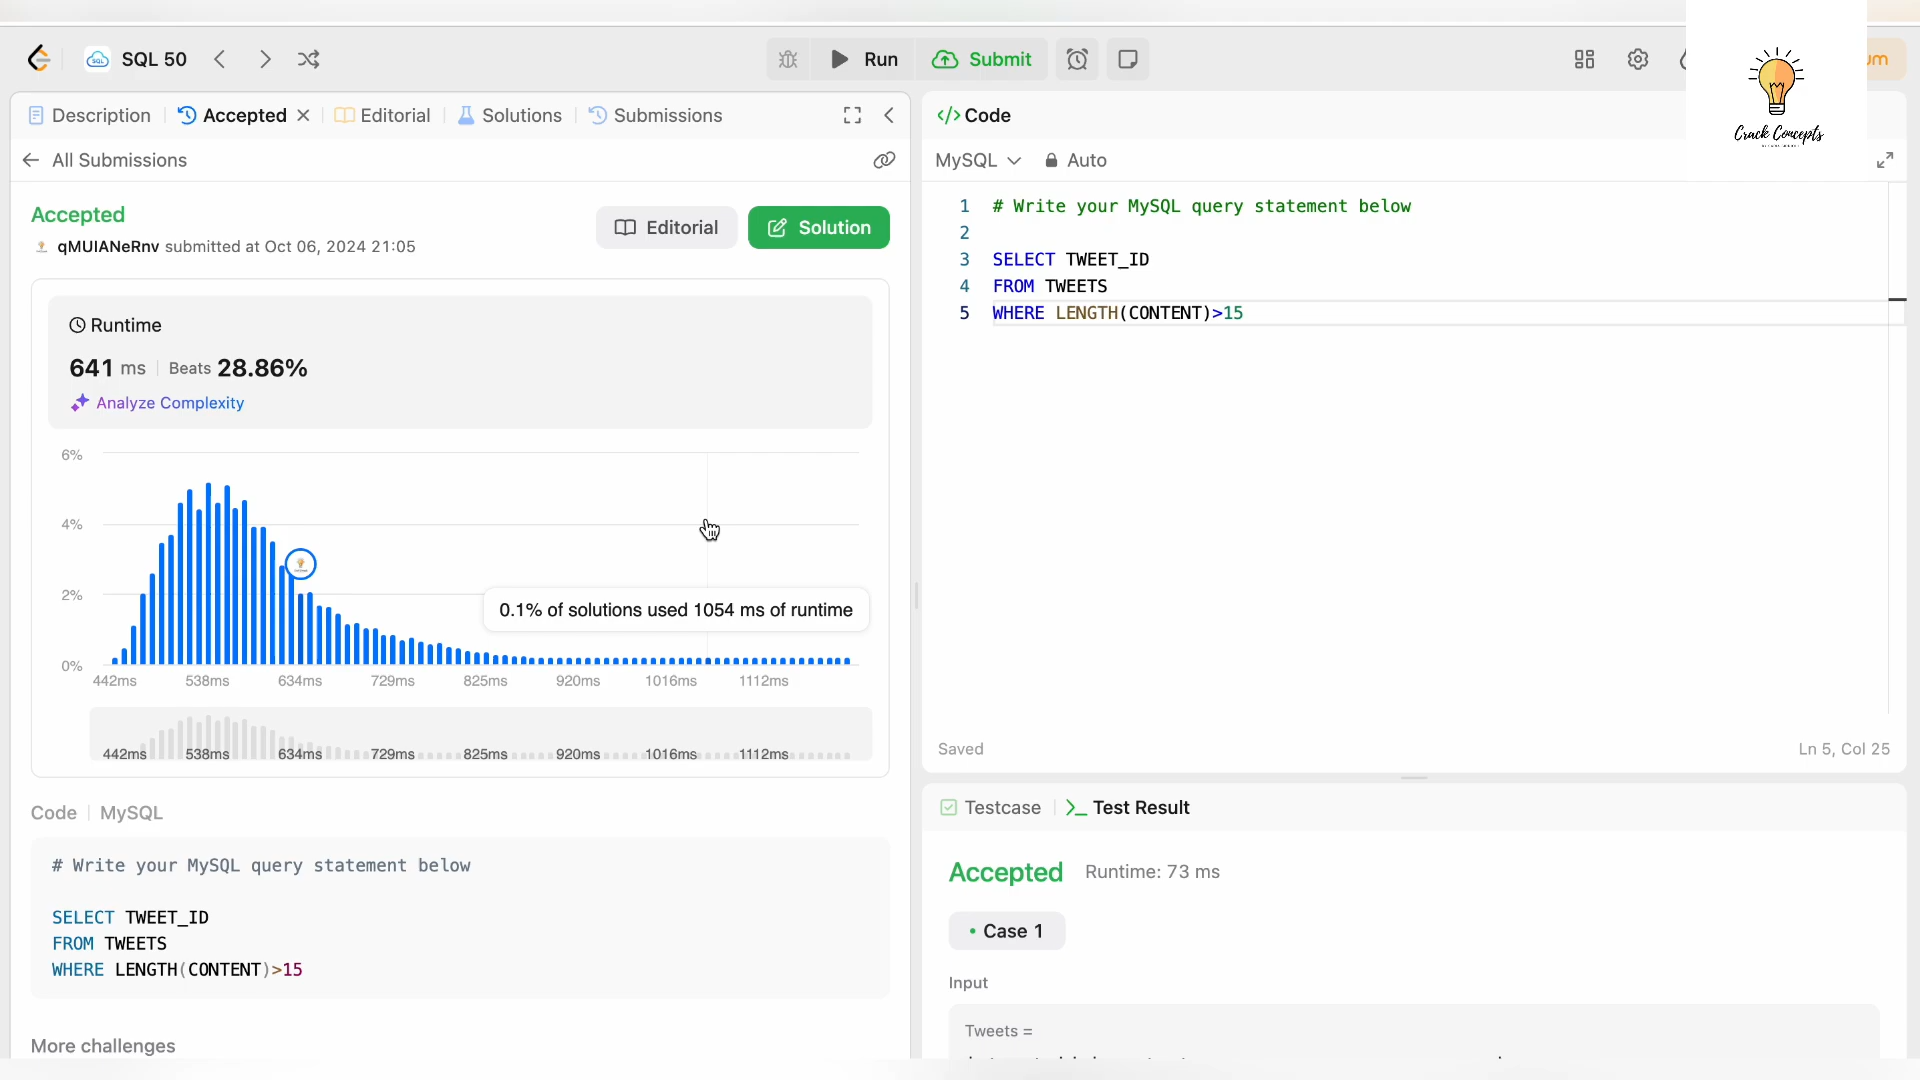 SQL 50
Run
Submit
Crack Concepts
Description
Accepted
Editorial
Solutions
Submissions
All Submissions
Accepted
qMUIANeRnv submitted at Oct 06, 2024 21:05
Editorial
Solution
Runtime
641 ms
Beats 28.86%
Analyze Complexity
6%
4%
2%
0%
0.1% of solutions used 1054 ms of runtime
442ms 538ms 634ms 729ms 825ms 920ms 1016ms 1112ms
442ms 538ms 634ms 729ms 825ms 920ms 1016ms 1112ms
Code
MySQL
# Write your MySQL query statement below
SELECT TWEET_ID
FROM TWEETS
WHERE LENGTH(CONTENT)>15
More challenges
</> Code
MySQL
Auto
1 # Write your MySQL query statement below
2
3 SELECT TWEET_ID
4 FROM TWEETS
5 WHERE LENGTH(CONTENT)>15
Saved
Ln 5, Col 25
Testcase
Test Result
Accepted
Runtime: 73 ms
Case 1
Input
Tweets =